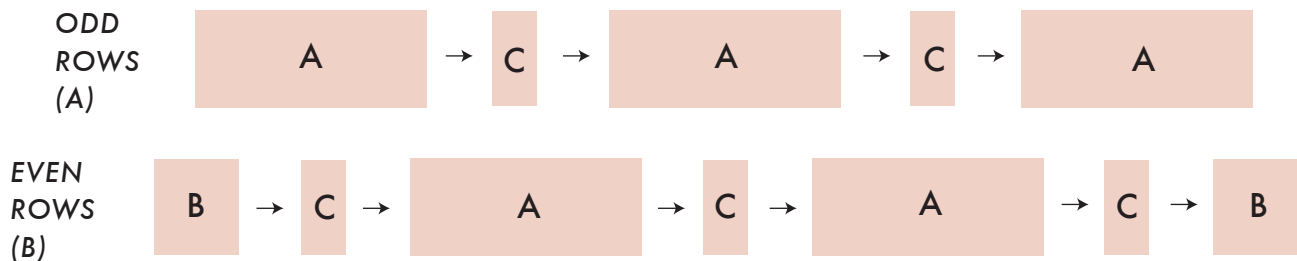 ODD
ROWS
(A)
A → C → A → C → A
EVEN
ROWS
(B)
B → C → A → C → A → C → B